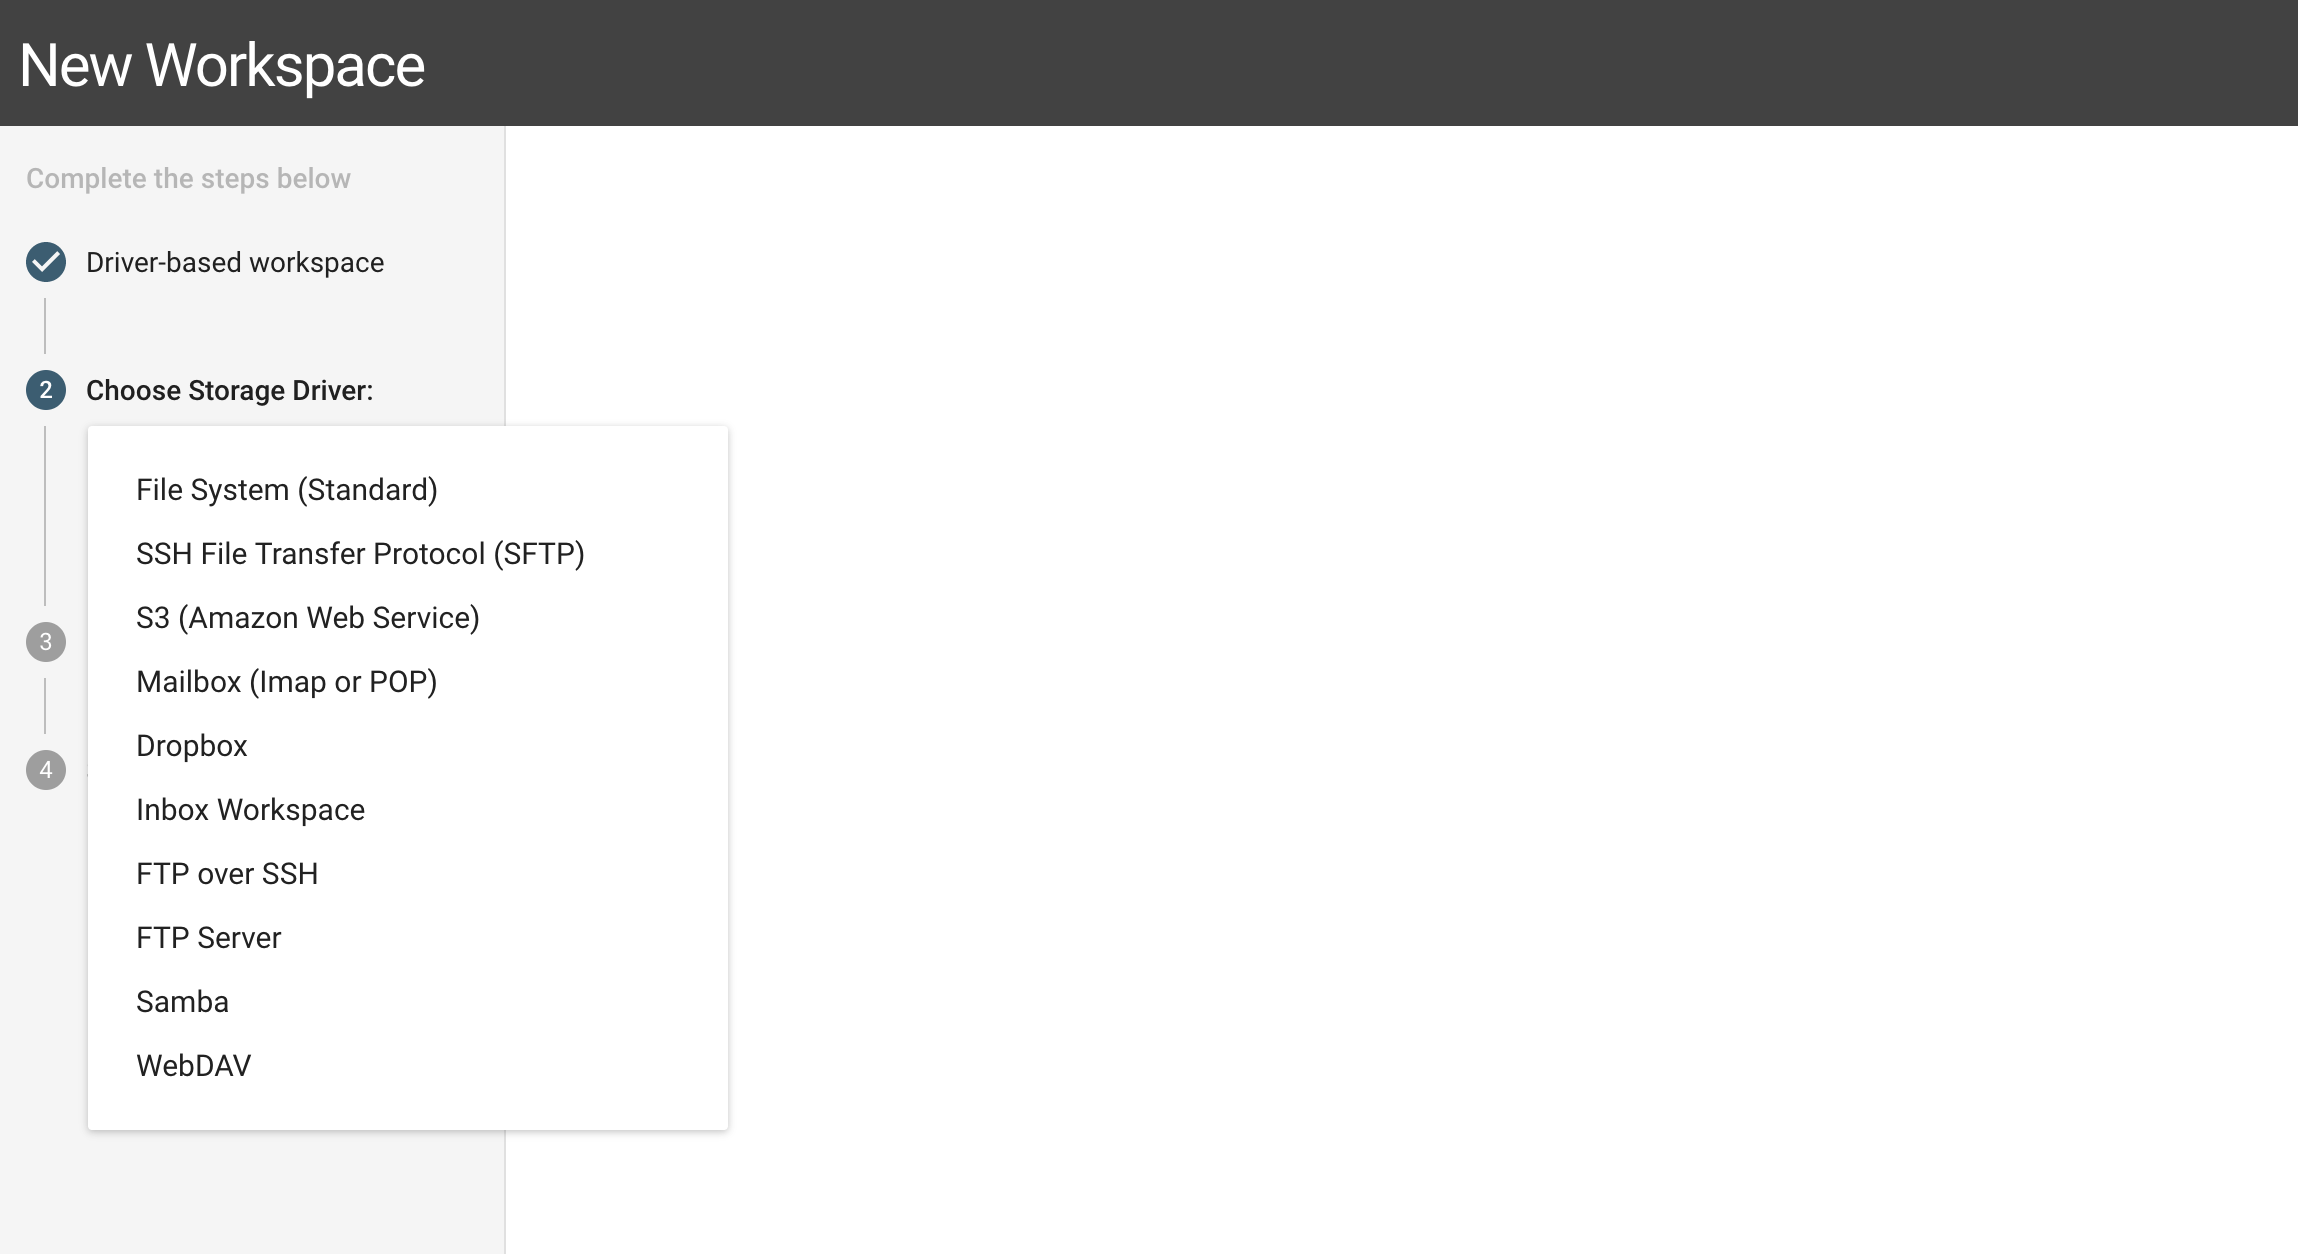 New Workspace
Complete the steps below
Driver-based workspace
2 Choose Storage Driver:
File System (Standard)
SSH File Transfer Protocol (SFTP)
S3 (Amazon Web Service)
3
Mailbox (Imap or POP)
Dropbox
4
Inbox Workspace
FTP over SSH
FTP Server
Samba
WebDAV